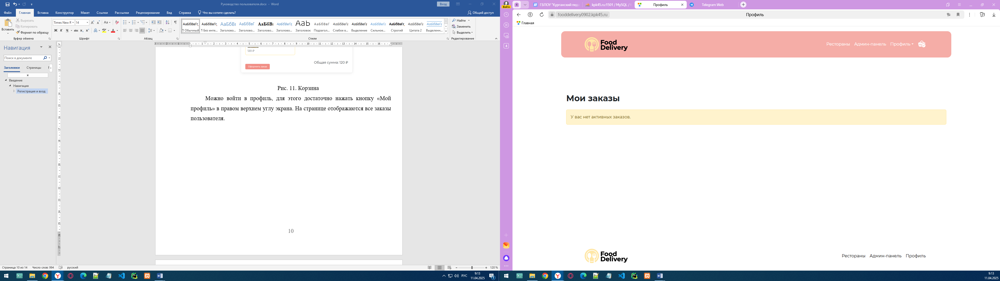 Руководство пользователя.docx - Word
Вход
Файл
Главная
Вставка
Конструктор
Макет
Ссылки
Рассылки
Рецензирование
Вид
Справка
Что вы хотите сделать?
Общий доступ
Вставить
Вырезать
Копировать
Формат по образцу
Буфер обмена
Times New R
14
Шрифт
Абзац
АаБбВвГг,
¶ Обычный
АаБбВвГг,
¶ Без инте...
АаБбВı
Заголово...
АаБбВвГ
Заголово...
АаБбВı
Заголово...
АаБбВвГг,
Заголово...
АаЬ
Заголовок
АаБбВвГ
Подзагол...
АаБбВвГг
Слабое в...
АаБбВвГг
Выделение
АаБбВвГг
Сильное...
АаБбВвГг,
Строгий
АаБбВвГг
Цитата 2
АаБбВвГг
Выделенн...
Стили
Найти
Заменить
Выделить
Редактирование
Навигация
Поиск в документе
Заголовки
Страницы
Введение
Навигация
Регистрация и вход
120 ₽
Общая сумма: 120 ₽
Оформить заказ
Рис. 11. Корзина
Можно войти в профиль, для этого достаточно нажать кнопку «Мой
профиль» в правом верхнем углу экрана. На странице отображаются все заказы
пользователя.
10
Страница 10 из 14
Число слов: 994
русский
120 %
РУС
9:13
11.04.2025
Войти
4
ГБПОУ "Курганский пед
kpk45.ru:1501 / MySQL /
Профиль
Telegram Web
fooddelivery0902.kpk45.ru
Профиль
Главная
4
Food
Delivery
Рестораны
Админ-панель
Профиль
Мои заказы
У вас нет активных заказов.
Food
Delivery
Рестораны
Админ-панель
Профиль
9:13
11.04.2025